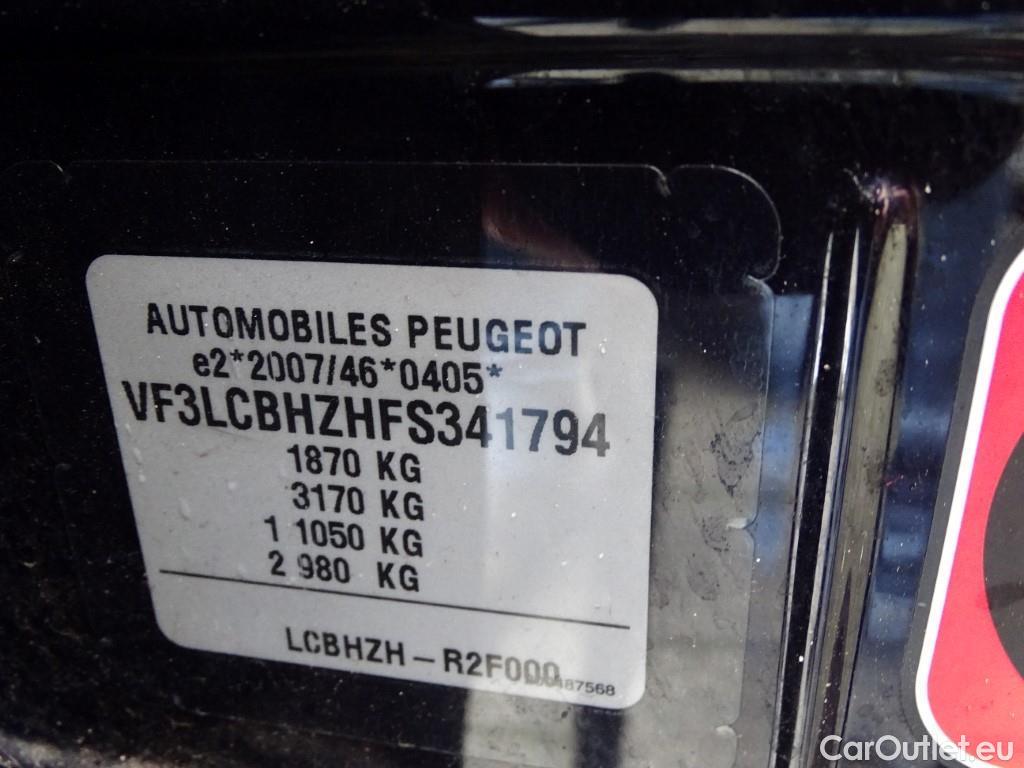 AUTOMOBILES PEUGEOT
e2*2007/46*0405*
VF3LCBHZHFS341794
1870 KG
3170 KG
1 1050 KG
2 980 KG
LCBHZH – R2F000
CarOutlet.eu